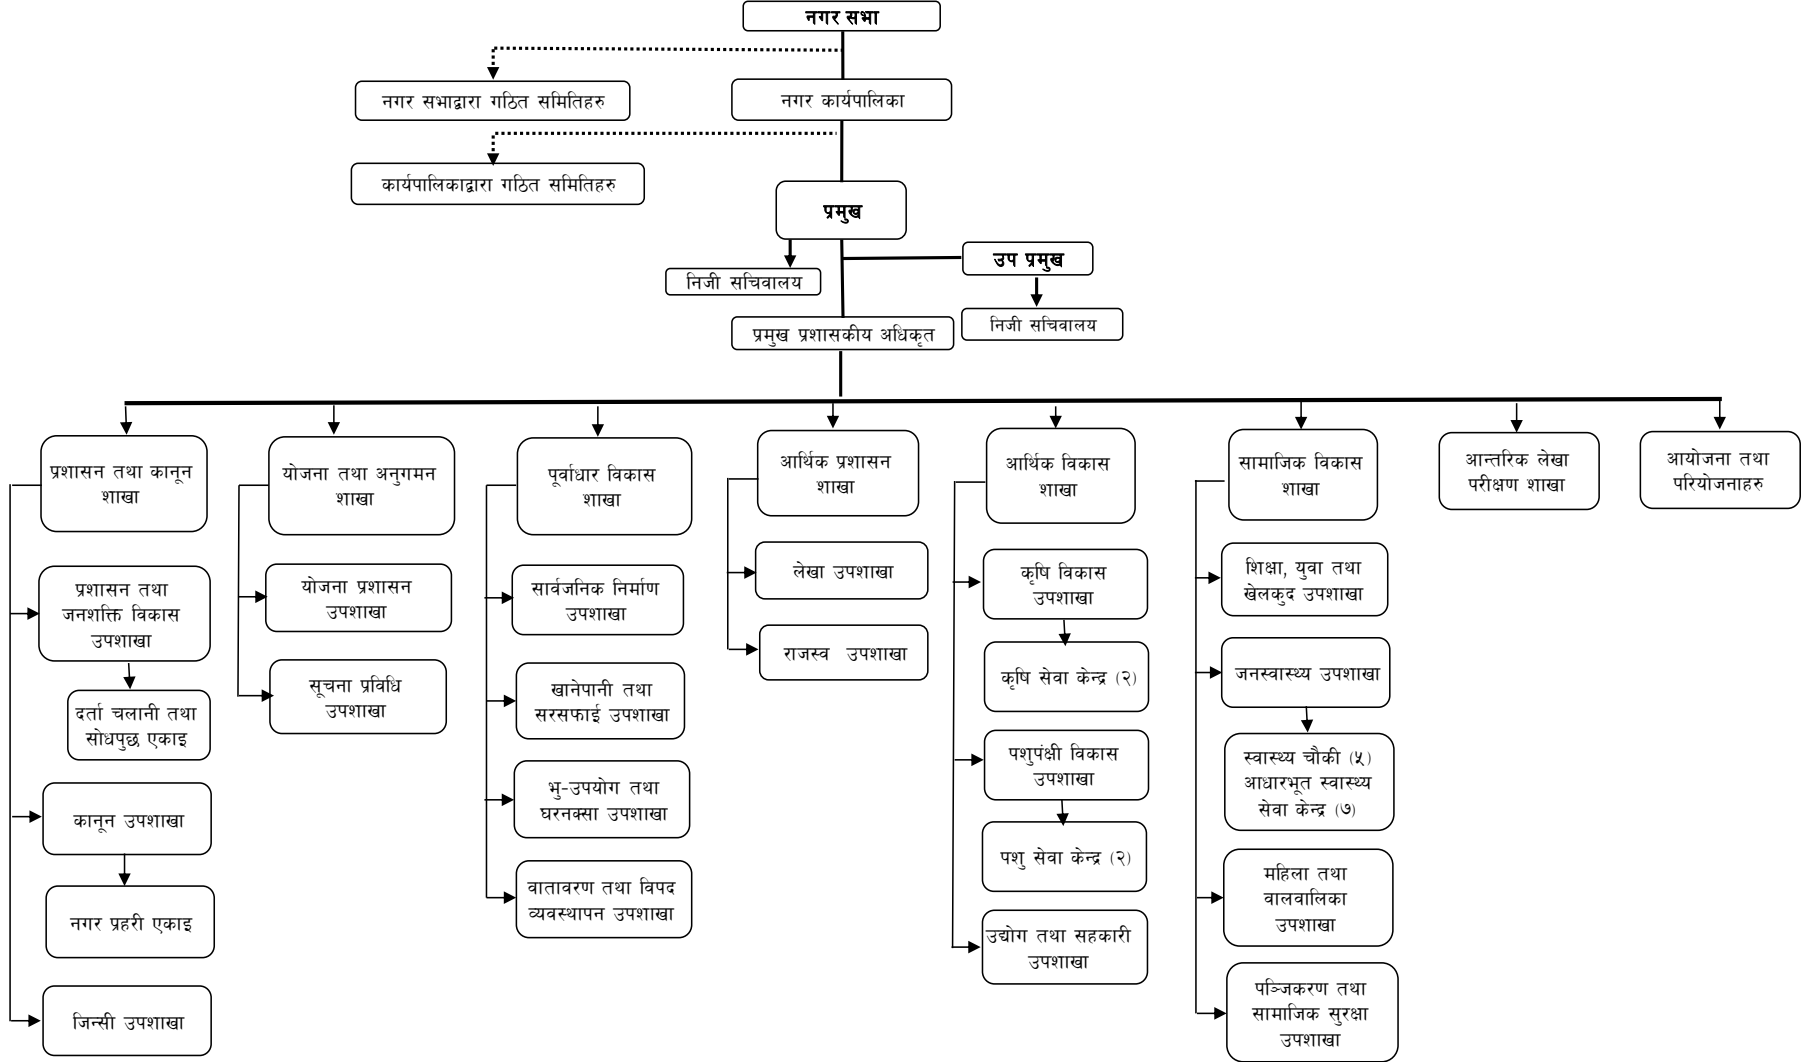 नगर सभा
नगर सभाद्वारा गठित समितिहरु
नगर कार्यपालिका
कार्यपालिकाद्वारा गठित समितिहरु
प्रमुख
उप प्रमुख
निजी सचिवालय
निजी सचिवालय
प्रमुख प्रशासकीय अधिकृत
प्रशासन तथा कानून
शाखा
प्रशासन तथा
जनशक्ति विकास
उपशाखा
दर्ता चलानी तथा
सोधपुछ एकाइ
कानून उपशाखा
नगर प्रहरी एकाइ
जिन्सी उपशाखा
योजना तथा अनुगमन
शाखा
योजना प्रशासन
उपशाखा
सूचना प्रविधि
उपशाखा
पूर्वाधार विकास
शाखा
सार्वजनिक निर्माण
उपशाखा
खानेपानी तथा
सरसफाई उपशाखा
भु-उपयोग तथा
घरनक्सा उपशाखा
वातावरण तथा विपद
व्यवस्थापन उपशाखा
आर्थिक प्रशासन
शाखा
लेखा उपशाखा
राजस्व उपशाखा
आर्थिक विकास
शाखा
कृषि विकास
उपशाखा
कृषि सेवा केन्द्र (२)
पशुपंक्षी विकास
उपशाखा
पशु सेवा केन्द्र (२)
उद्योग तथा सहकारी
उपशाखा
सामाजिक विकास
शाखा
शिक्षा, युवा तथा
खेलकुद उपशाखा
जनस्वास्थ्य उपशाखा
स्वास्थ्य चौकी (५)
आधारभूत स्वास्थ्य
सेवा केन्द्र (७)
महिला तथा
वालवालिका
उपशाखा
पञ्जिकरण तथा
सामाजिक सुरक्षा
उपशाखा
आन्तरिक लेखा
परीक्षण शाखा
आयोजना तथा
परियोजनाहरु